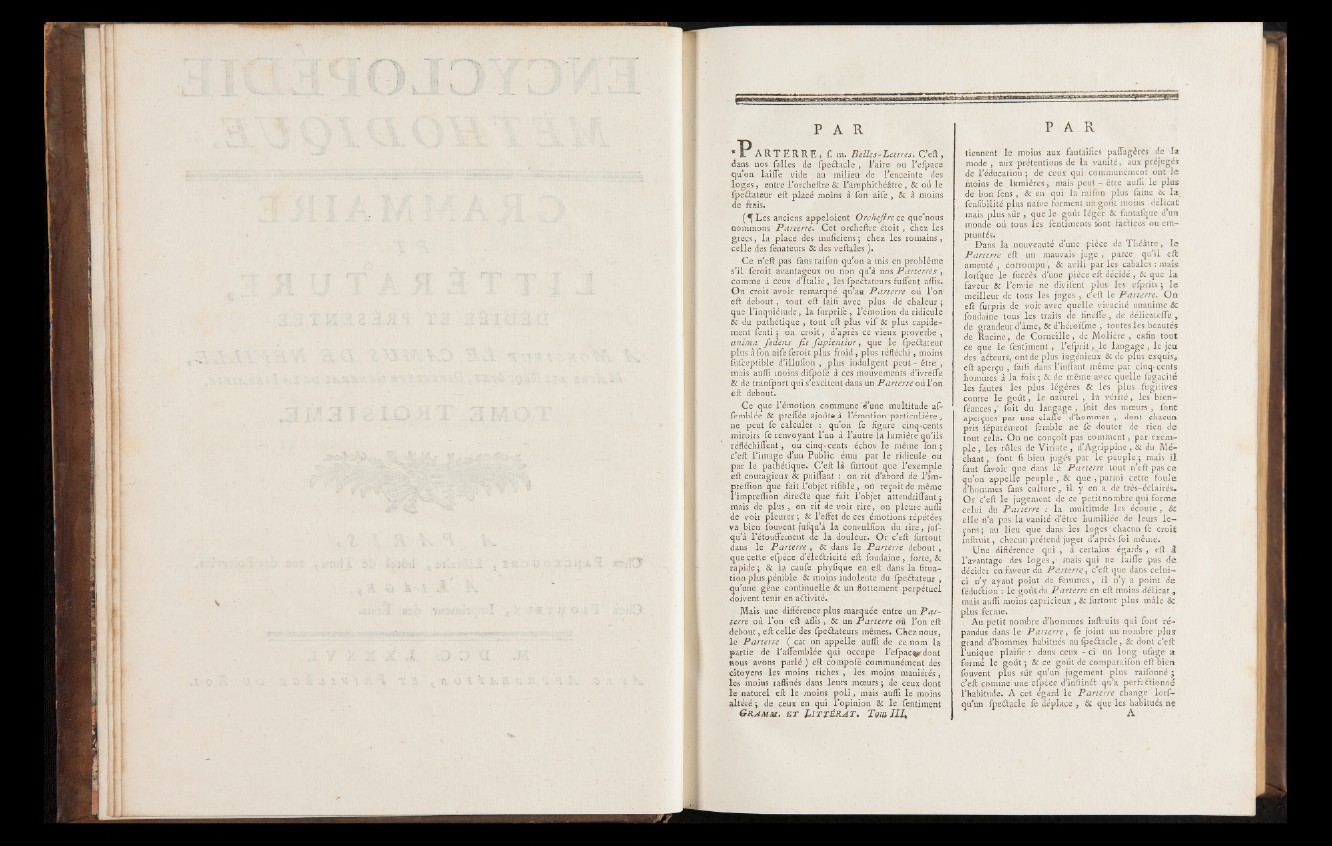 PAR
* PARTERRE, ſ. m. Belles-Lettres. C'eſt,
dans nos ſalles de ſpectacle, l'aire ou l'eſpace
qu'on laiſſe vide au milieu de l'enceinte des
loges, entre l'orcheſtre & l'amphithéâtre, & où le
ſpectateur eſt placé moins à ſon aiſe, & à moins
de frais.
(¶ Les anciens appeloient Orcheſtre ce que nous
nommons Parterre. Cet orcheſtre étoit, chez les
grecs, la place des muſiciens; chez les romains,
celle des ſénateurs & des veſtales).
Ce n'eſt pas ſans raiſon qu'on a mis en problême
s'il ſeroit avantageux ou non qu'à nos Parterres,
comme à ceux d'Italie, les ſpectateurs fuſſent aſſis.
On croit avoir remarqué qu'au Parterre où l'on
eſt debout, tout eſt ſaiſi avec plus de chaleur;
que l'inquiétude, la ſurpriſe, l'émotion du ridicule
& du pathétique, tout eſt plus vif & plus rapide-
ment ſenti; on croit, d'après ce vieux proverbe,
anima ſedens fit ſapientior, que le ſpectateur
plus à ſon aiſe ſeroit plus froid, plus réfléchi, moins
ſuſceptible d'illuſion, plus indulgent peut-être,
mais auſſi moins diſpoſé à ces mouvements d'ivreſſe
& de tranſport qui s'excitent dans un Parterre où l'on
eſt debout.
Ce que l'émotion commune d'une multitude aſ-
ſemblée & preſſée ajoûte à l'émotion particulière,
ne peut ſe calculer : qu'on ſe figure cinq-cents
miroirs ſe renvoyant l'un à l'autre la lumière qu'ils
réfléchiſſent, ou cinq-cents échos le même ſon;
c'eſt l'image d'un Public ému par le ridicule ou
par le pathétique. C'eſt là ſurtout que l'exemple
eſt contagieux & puiſſant : on rit d'abord de l'im-
preſſion que fait l'objet riſible, on reçoit de même
l'impreſſion directe que fait l'objet attendriſſant;
mais de plus, on rit de voir rire, on pleure auſſi
de voir pleurer; & l'effet de ces émotions répétées
va bien ſouvent juſqu'à la convulſion du rire, juſ-
qu'à l'étouffement de la douleur. Or c'eſt ſurtout
dans le Parterre, & dans le Parterre debout,
que cette eſpèce d'électricité eſt ſoudaine, forte, &
rapide; & la cauſe phyſique en eſt dans la ſitua-
tion plus pénible & moins indolente du ſpectateur,
qu'une gêne continuelle & un flottement perpétuel
doivent tenir en activité.
Mais une différence plus marquée entre un Par-
terre où l'on eſt aſſis, & un Parterre où l'on eſt
debout, eſt celle des ſpectateurs mêmes. Chez nous,
le Parterre (car on appelle auſſi de ce nom la
partie de l'aſſemblée qui occupe l'eſpace dont
nous avons parlé) eſt compoſé communément des
citoyens les moins riches, les moins maniérés,
les moins raffinés dans leurs mœurs; de ceux dont
le naturel eſt le moins poli, mais auſſi le moins
altéré; de ceux en qui l'opinion & le ſentiment
GRAMM. ET LITTÉRAT. Tom III.
PAR
tiennent le moins aux fantaiſies paſſagères de la
mode, aux prétentions de la vanité, aux préjugés
de l'éducation; de ceux qui communément ont le
moins de lumières, mais peut-être auſſi le plus
de bon ſens, & en qui la raiſon plus ſaine & la
ſenſibilité plus naïve forment un goût moins délicat
mais plus ſûr, que le goût léger & fantaſque d'un
monde où tous les ſentiments ſont factices ou em-
pruntés.
Dans la nouveauté d'une pièce de Théâtre, le
Parterre eſt un mauvais juge, parce qu'il eſt
ameuté, corrompu, & avili par les cabales : mais
lorſque le ſuccès d'une pièce eſt décidé, & que la
faveur & l'envie ne diviſent plus les eſprits; le
meilleur de tous les juges, c'eſt le Parterre. On
eſt ſurpris de voir avec quelle vivacité unanime &
ſoudaine tous les traits de fineſſe, de délicateſſe,
de grandeur d'âme, & d'héroïſme, toutes les beautés
de Racine, de Corneille, de Molière, enfin tout
ce que le ſentiment, l'eſprit, le langage, le jeu
des acteurs, ont de plus ingénieux & de plus exquis,
eſt aperçu, ſaiſi dans l'inſtant même par cinq-cents
hommes à la fois; & de même avec quelle ſagacité
les fautes les plus légères & les plus fugitives
contre le goût, le naturel, la vérité, les bien-
ſéances, ſoit du langage, ſoit des mœurs, ſont
aperçues par une claſſe d'hommes, dont chacun
pris ſéparément ſemble ne ſe douter de rien de
tout cela. On ne conçoit pas comment, par exem-
ple, les rôles de Viriate, d'Agrippine, & du Mé-
chant, ſont ſi bien jugés par le peuple; mais il
faut ſavoir que dans le Parterre tout n'eſt pas ce
qu'on appelle peuple, & que, parmi cette foule
d'hommes ſans culture, il y en a de très-éclairés.
Or c'eſt le jugement de ce petit nombre qui forme
celui du Parterre : la multitude les écoute, &
elle n'a pas la vanité d'être humiliée de leurs le-
çons; au lieu que dans les loges chacun ſe croit
inſtruit, chacun prétend juger d'après ſoi même.
Une différence qui, à certains égards, eſt à
l'avantage des loges, mais qui ne laiſſe pas de
décider en faveur du Parterre, c'eſt que dans celui-
ci n'y ayant point de femmes, il n'y a point de
ſéduction : le goût du Parterre en eſt moins délicat,
mais auſſi moins capricieux, & ſurtout plus mâle &
plus ferme.
Au petit nombre d'hommes inſtruits qui ſont ré-
pandus dans le Parterre, ſe joint un nombre plus
grand d'hommes habitués au ſpectacle, & dont c'eſt
l'unique plaiſir : dans ceux-ci un long uſage a
formé le goût; & ce goût de comparaiſon eſt bien
ſouvent plus ſûr qu'un jugement plus raiſonné;
c'eſt comme une eſpèce d'inſtinct qu'a perfectionné
l'habitude. A cet égard le Parterre change lorſ-
qu'un ſpectacle ſe déplace, & que les habitués ne
A